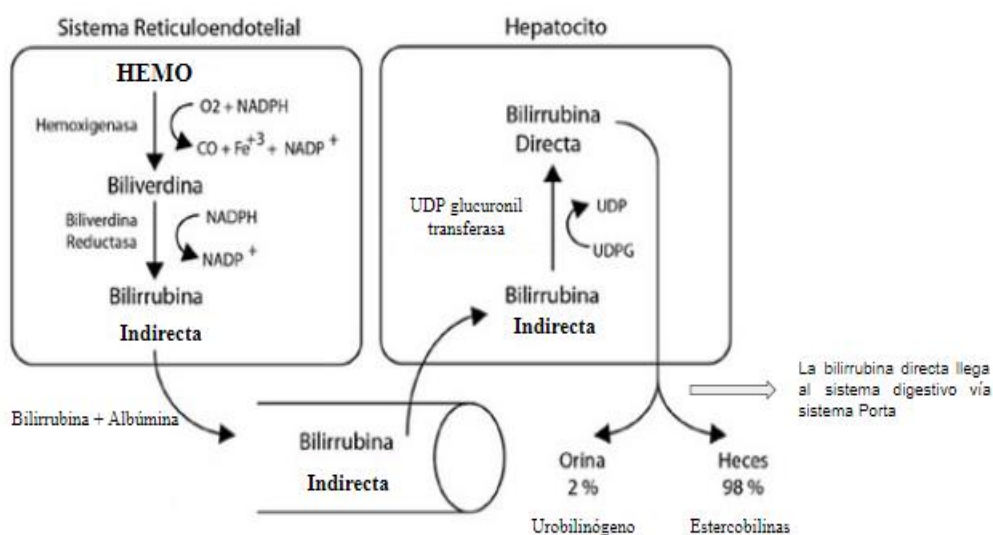 Sistema Reticuloendotelial
HEMO
Hemoxigenasa
O2 + NADPH
CO + Fe+3 + NADP +
Biliverdina
Biliverdina
Reductasa
NADPH
NADP +
Bilirrubina
Indirecta
Bilirrubina + Albúmina
Bilirrubina
Indirecta
Hepatocito
Bilirrubina
Directa
UDP glucuronil
transferasa
UDP
UDPG
Bilirrubina
Indirecta
La bilirrubina directa llega
al sistema digestivo vía
sistema Porta
Orina
2 %
Urobilinógeno
Heces
98 %
Estercobilinas